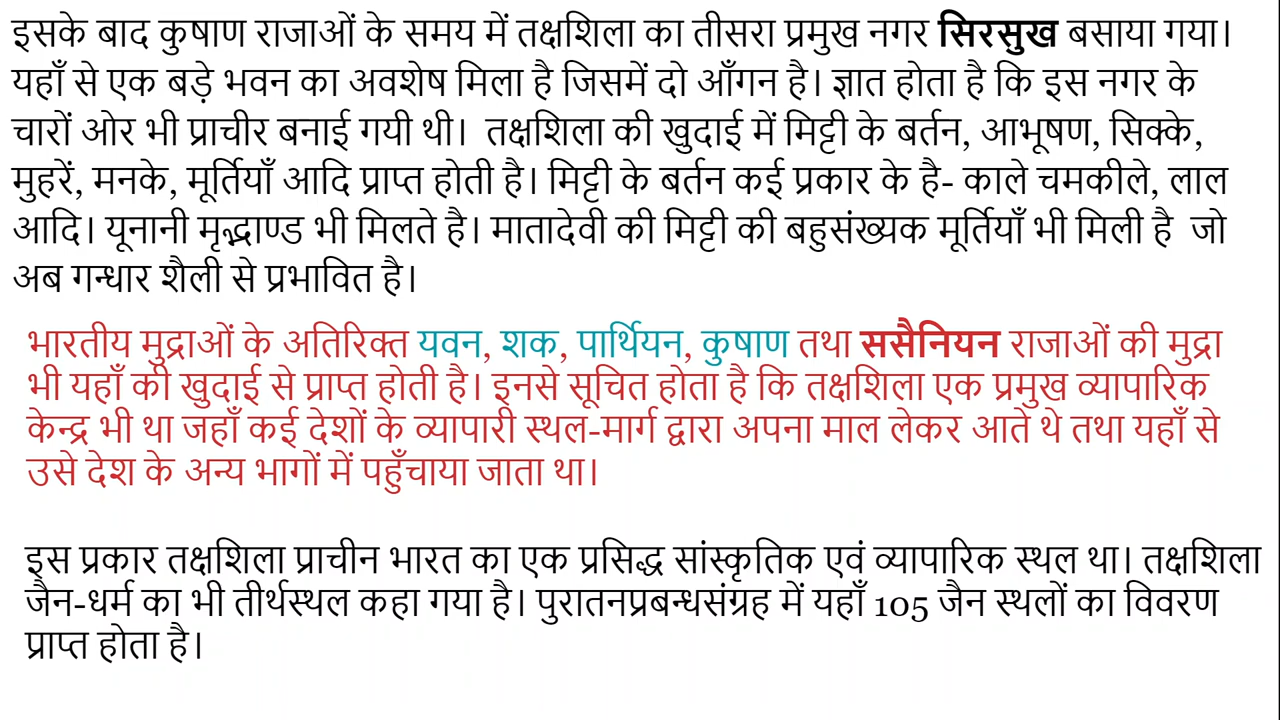 इसके बाद कुषाण राजाओं के समय में तक्षशिला का तीसरा प्रमुख नगर सिरसुख बसाया गया।
यहाँ से एक बड़े भवन का अवशेष मिला है जिसमें दो आँगन है। ज्ञात होता है कि इस नगर के
चारों ओर भी प्राचीर बनाई गयी थी। तक्षशिला की खुदाई में मिट्टी के बर्तन, आभूषण, सिक्के,
मुहरें, मनके, मूर्तियाँ आदि प्राप्त होती है। मिट्टी के बर्तन कई प्रकार के है- काले चमकीले, लाल
आदि। यूनानी मृद्भाण्ड भी मिलते है। मातादेवी की मिट्टी की बहुसंख्यक मूर्तियाँ भी मिली है जो
अब गन्धार शैली से प्रभावित है।
भारतीय मुद्राओं के अतिरिक्त यवन, शक, पार्थियन, कुषाण तथा ससैनियन राजाओं की मुद्रा
भी यहाँ की खुदाई से प्राप्त होती है। इनसे सूचित होता है कि तक्षशिला एक प्रमुख व्यापारिक
केन्द्र भी था जहाँ कई देशों के व्यापारी स्थल-मार्ग द्वारा अपना माल लेकर आते थे तथा यहाँ से
उसे देश के अन्य भागों में पहुँचाया जाता था।
इस प्रकार तक्षशिला प्राचीन भारत का एक प्रसिद्ध सांस्कृतिक एवं व्यापारिक स्थल था। तक्षशिला
जैन-धर्म का भी तीर्थस्थल कहा गया है। पुरातनप्रबन्धसंग्रह में यहाँ 105 जैन स्थलों का विवरण
प्राप्त होता है।